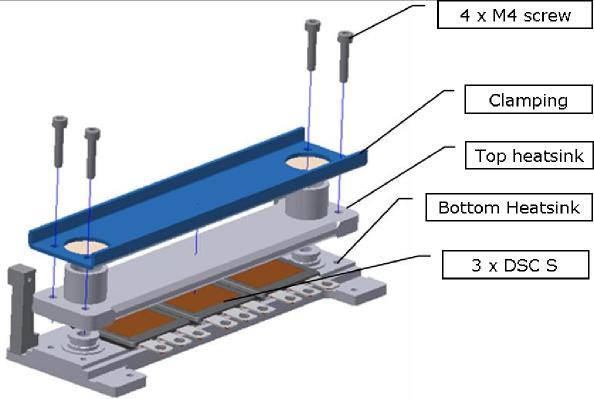 4 x M4 screw
Clamping
Top heatsink
Bottom Heatsink
3 x DSC S